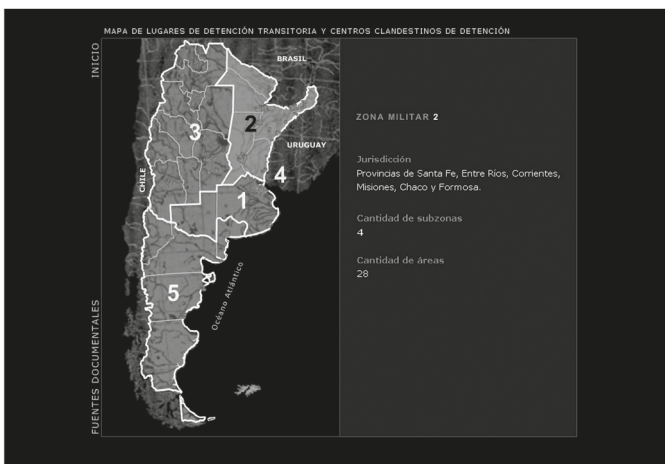 MAPA DE LUGARES DE DETENCIÓN TRANSITORIA Y CENTROS CLANDESTINOS DE DETENCIÓN
INICIO
FUENTES DOCUMENTALES
BRASIL
2
3
URUGUAY
4
CHILE
1
5
Océano Atlántico
ZONA MILITAR 2
Jurisdicción
Provincias de Santa Fe, Entre Ríos, Corrientes,
Misiones, Chaco y Formosa.
Cantidad de subzonas
4
Cantidad de áreas
28